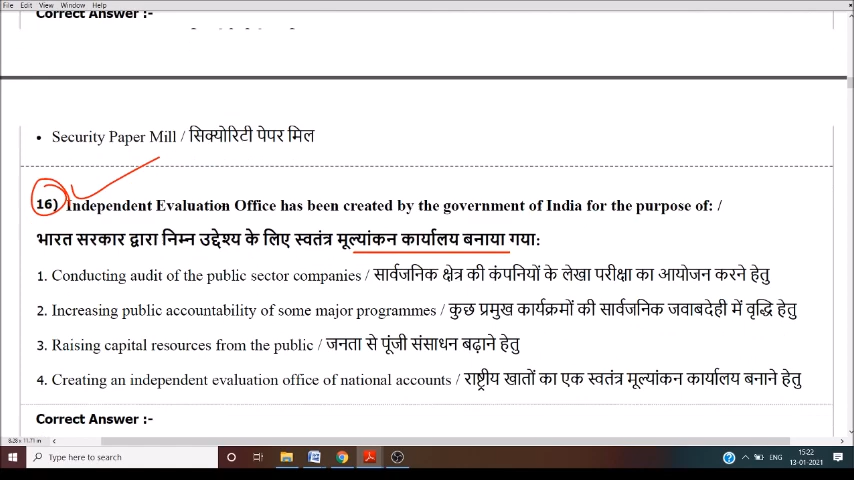 File Edit View Window Help
Correct Answer :-
• Security Paper Mill / सिक्योरिटी पेपर मिल
16) Independent Evaluation Office has been created by the government of India for the purpose of: /
भारत सरकार द्वारा निम्न उद्देश्य के लिए स्वतंत्र मूल्यांकन कार्यालय बनाया गया:
1. Conducting audit of the public sector companies / सार्वजनिक क्षेत्र की कंपनियों के लेखा परीक्षा का आयोजन करने हेतु
2. Increasing public accountability of some major programmes / कुछ प्रमुख कार्यक्रमों की सार्वजनिक जवाबदेही में वृद्धि हेतु
3. Raising capital resources from the public / जनता से पूंजी संसाधन बढ़ाने हेतु
4. Creating an independent evaluation office of national accounts / राष्ट्रीय खातों का एक स्वतंत्र मूल्यांकन कार्यालय बनाने हेतु
Correct Answer :-
8.28 x 11.71 in
Type here to search
ENG
15:22
13-01-2021